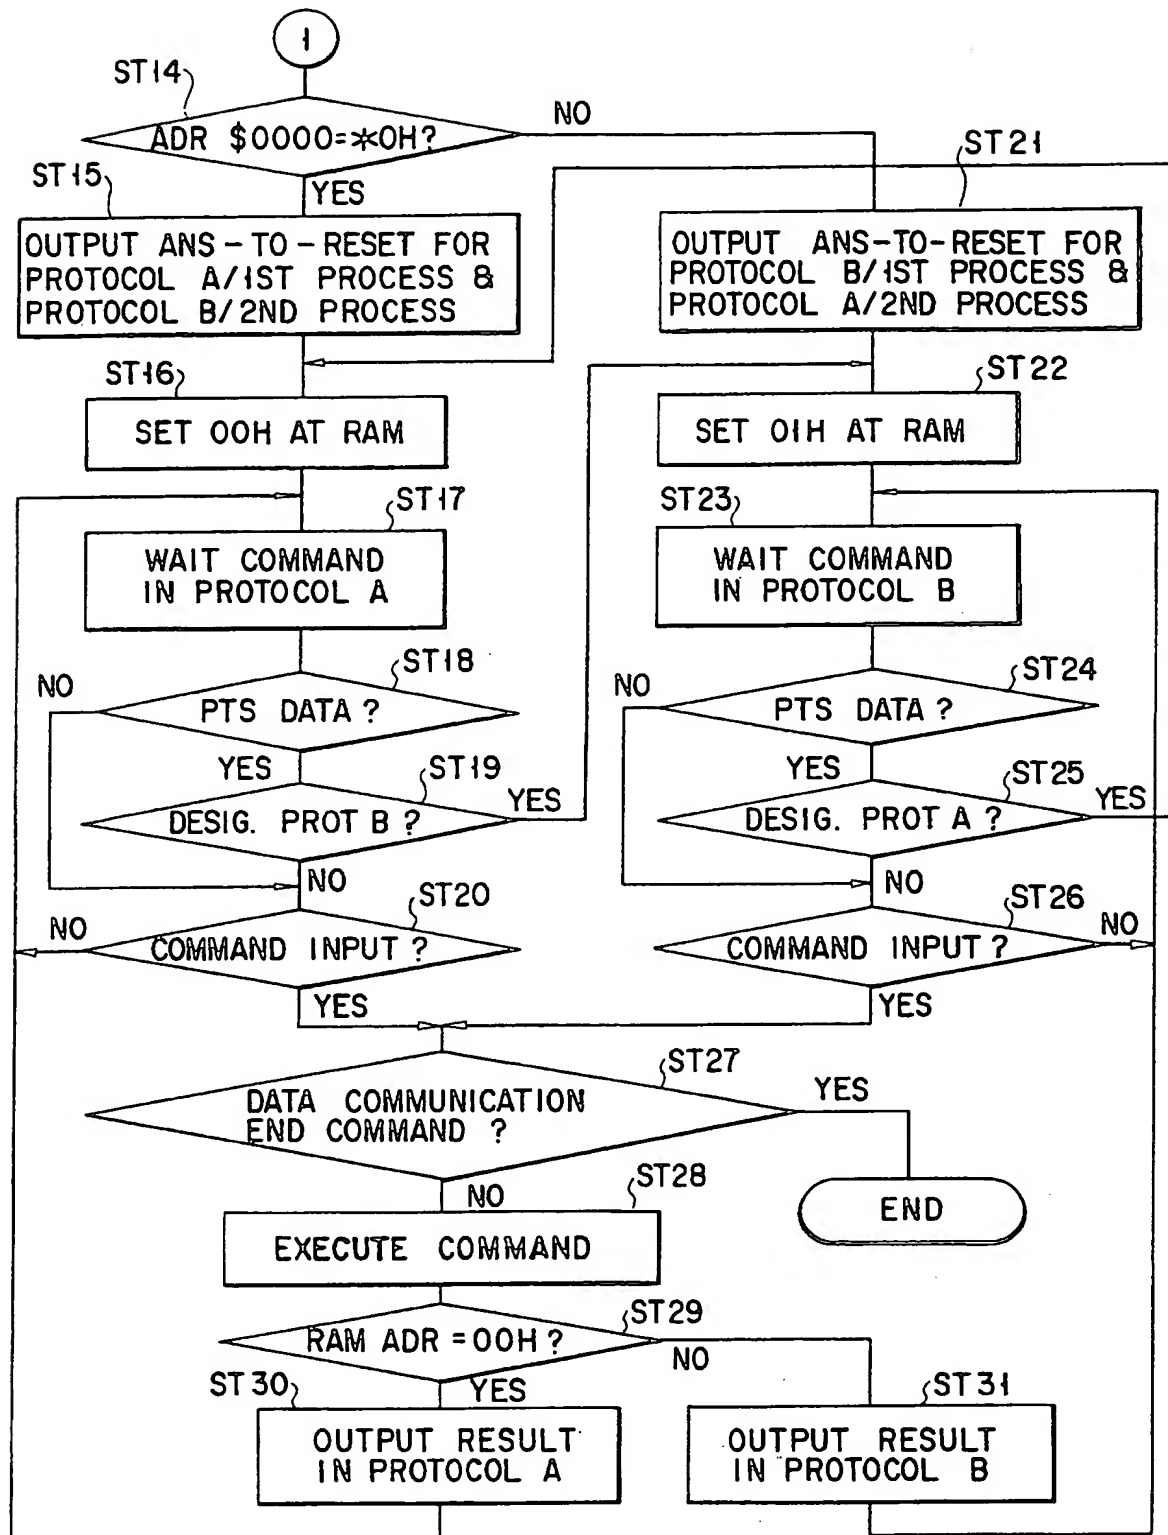 1
ST14
ADR $0000=*0H?
NO
YES
ST15
OUTPUT ANS-TO-RESET FOR
PROTOCOL A/1ST PROCESS &
PROTOCOL B/2ND PROCESS
ST21
OUTPUT ANS-TO-RESET FOR
PROTOCOL B/1ST PROCESS &
PROTOCOL A/2ND PROCESS
ST16
SET 00H AT RAM
ST22
SET 01H AT RAM
ST17
WAIT COMMAND
IN PROTOCOL A
ST23
WAIT COMMAND
IN PROTOCOL B
ST18
NO
PTS DATA?
YES
ST24
NO
PTS DATA?
YES
ST19
DESIG. PROT B?
YES
NO
ST25
DESIG. PROT A?
YES
NO
ST20
NO
COMMAND INPUT?
YES
ST26
COMMAND INPUT?
NO
YES
ST27
DATA COMMUNICATION
END COMMAND ?
YES
NO
END
ST28
EXECUTE COMMAND
ST29
RAM ADR=00H?
NO
YES
ST30
OUTPUT RESULT
IN PROTOCOL A
ST31
OUTPUT RESULT
IN PROTOCOL B